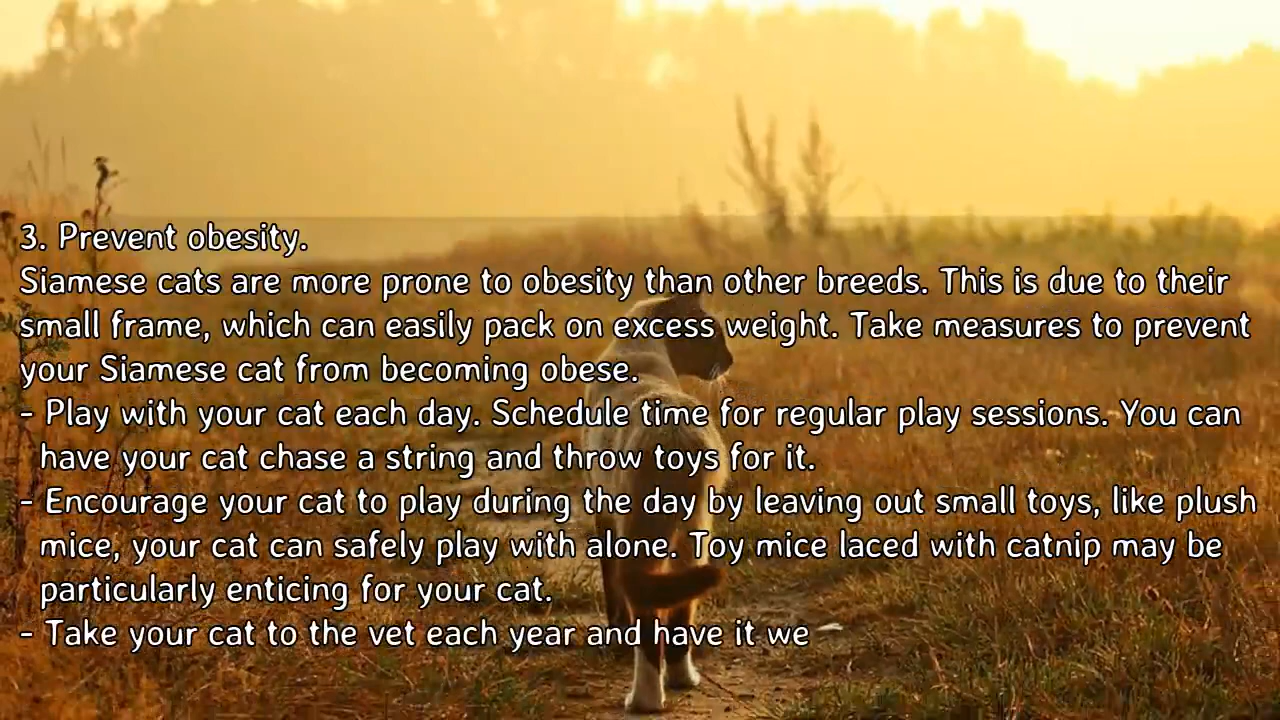 3. Prevent obesity.
Siamese cats are more prone to obesity than other breeds. This is due to their
small frame, which can easily pack on excess weight. Take measures to prevent
your Siamese cat from becoming obese.
- Play with your cat each day. Schedule time for regular play sessions. You can
have your cat chase a string and throw toys for it.
- Encourage your cat to play during the day by leaving out small toys, like plush
mice, your cat can safely play with alone. Toy mice laced with catnip may be
particularly enticing for your cat.
- Take your cat to the vet each year and have it we